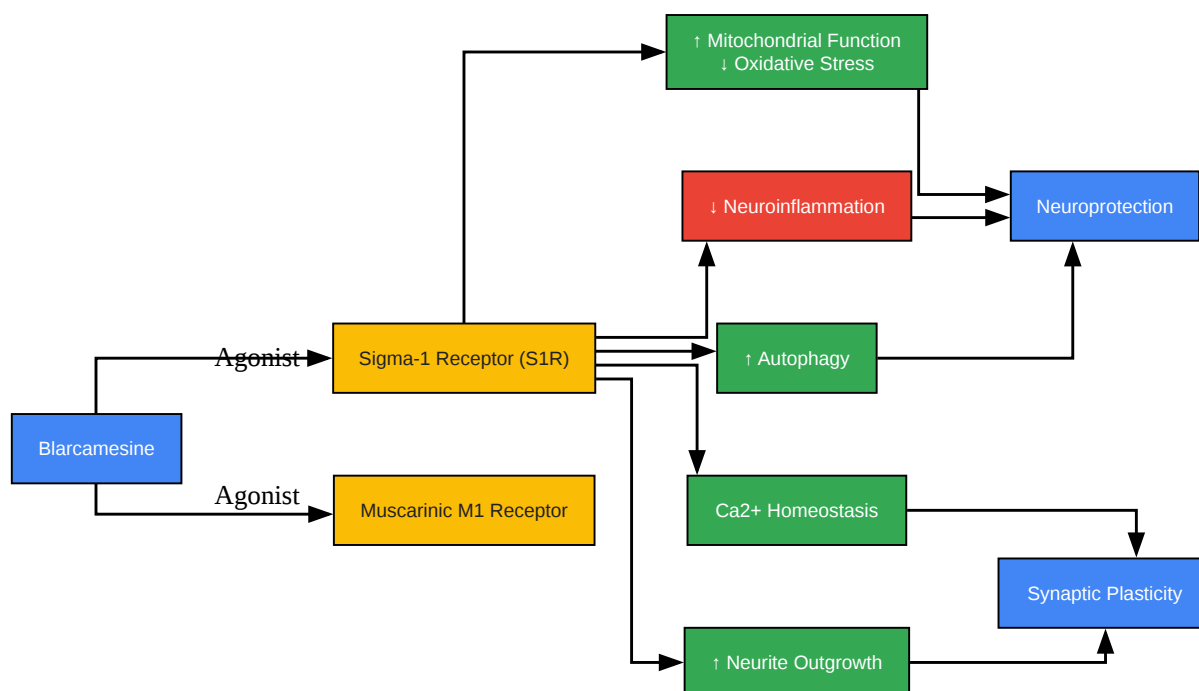 ↑ Mitochondrial Function
↓ Oxidative Stress
↓ Neuroinflammation
Neuroprotection
Agonist
Sigma-1 Receptor (S1R)
↑ Autophagy
Blarcamesine
Agonist
Muscarinic M1 Receptor
Ca2+ Homeostasis
Synaptic Plasticity
↑ Neurite Outgrowth